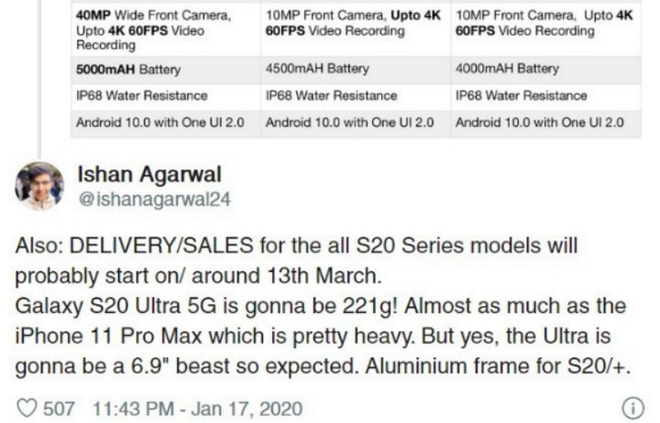 40MP Wide Front Camera,
Upto 4K 60FPS Video
Recording
10MP Front Camera, Upto 4K
60FPS Video Recording
10MP Front Camera, Upto 4K
60FPS Video Recording
5000mAH Battery
4500mAH Battery
4000mAH Battery
IP68 Water Resistance
IP68 Water Resistance
IP68 Water Resistance
Android 10.0 with One UI 2.0
Android 10.0 with One UI 2.0
Android 10.0 with One UI 2.0
Ishan Agarwal
@ishanagarwal24
Also: DELIVERY/SALES for the all S20 Series models will
probably start on/ around 13th March.
Galaxy S20 Ultra 5G is gonna be 221g! Almost as much as the
iPhone 11 Pro Max which is pretty heavy. But yes, the Ultra is
gonna be a 6.9" beast so expected. Aluminium frame for S20/+.
507 11:43 PM - Jan 17, 2020